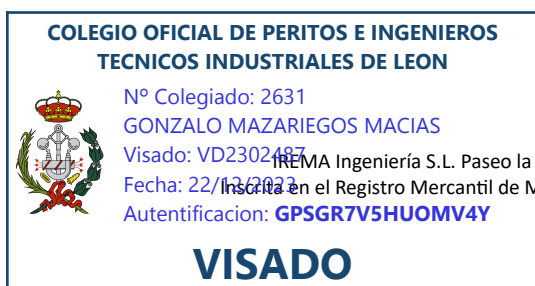 COLEGIO OFICIAL DE PERITOS E INGENIEROS
TECNICOS INDUSTRIALES DE LEON
Nº Colegiado: 2631
GONZALO MAZARIEGOS MACIAS
Visado: VD2302487
IREMA Ingeniería S.L. Paseo la
Fecha: 22/12/2023
Inscrita en el Registro Mercantil de M
Autentificacion: GPSGR7V5HUOMV4Y
VISADO